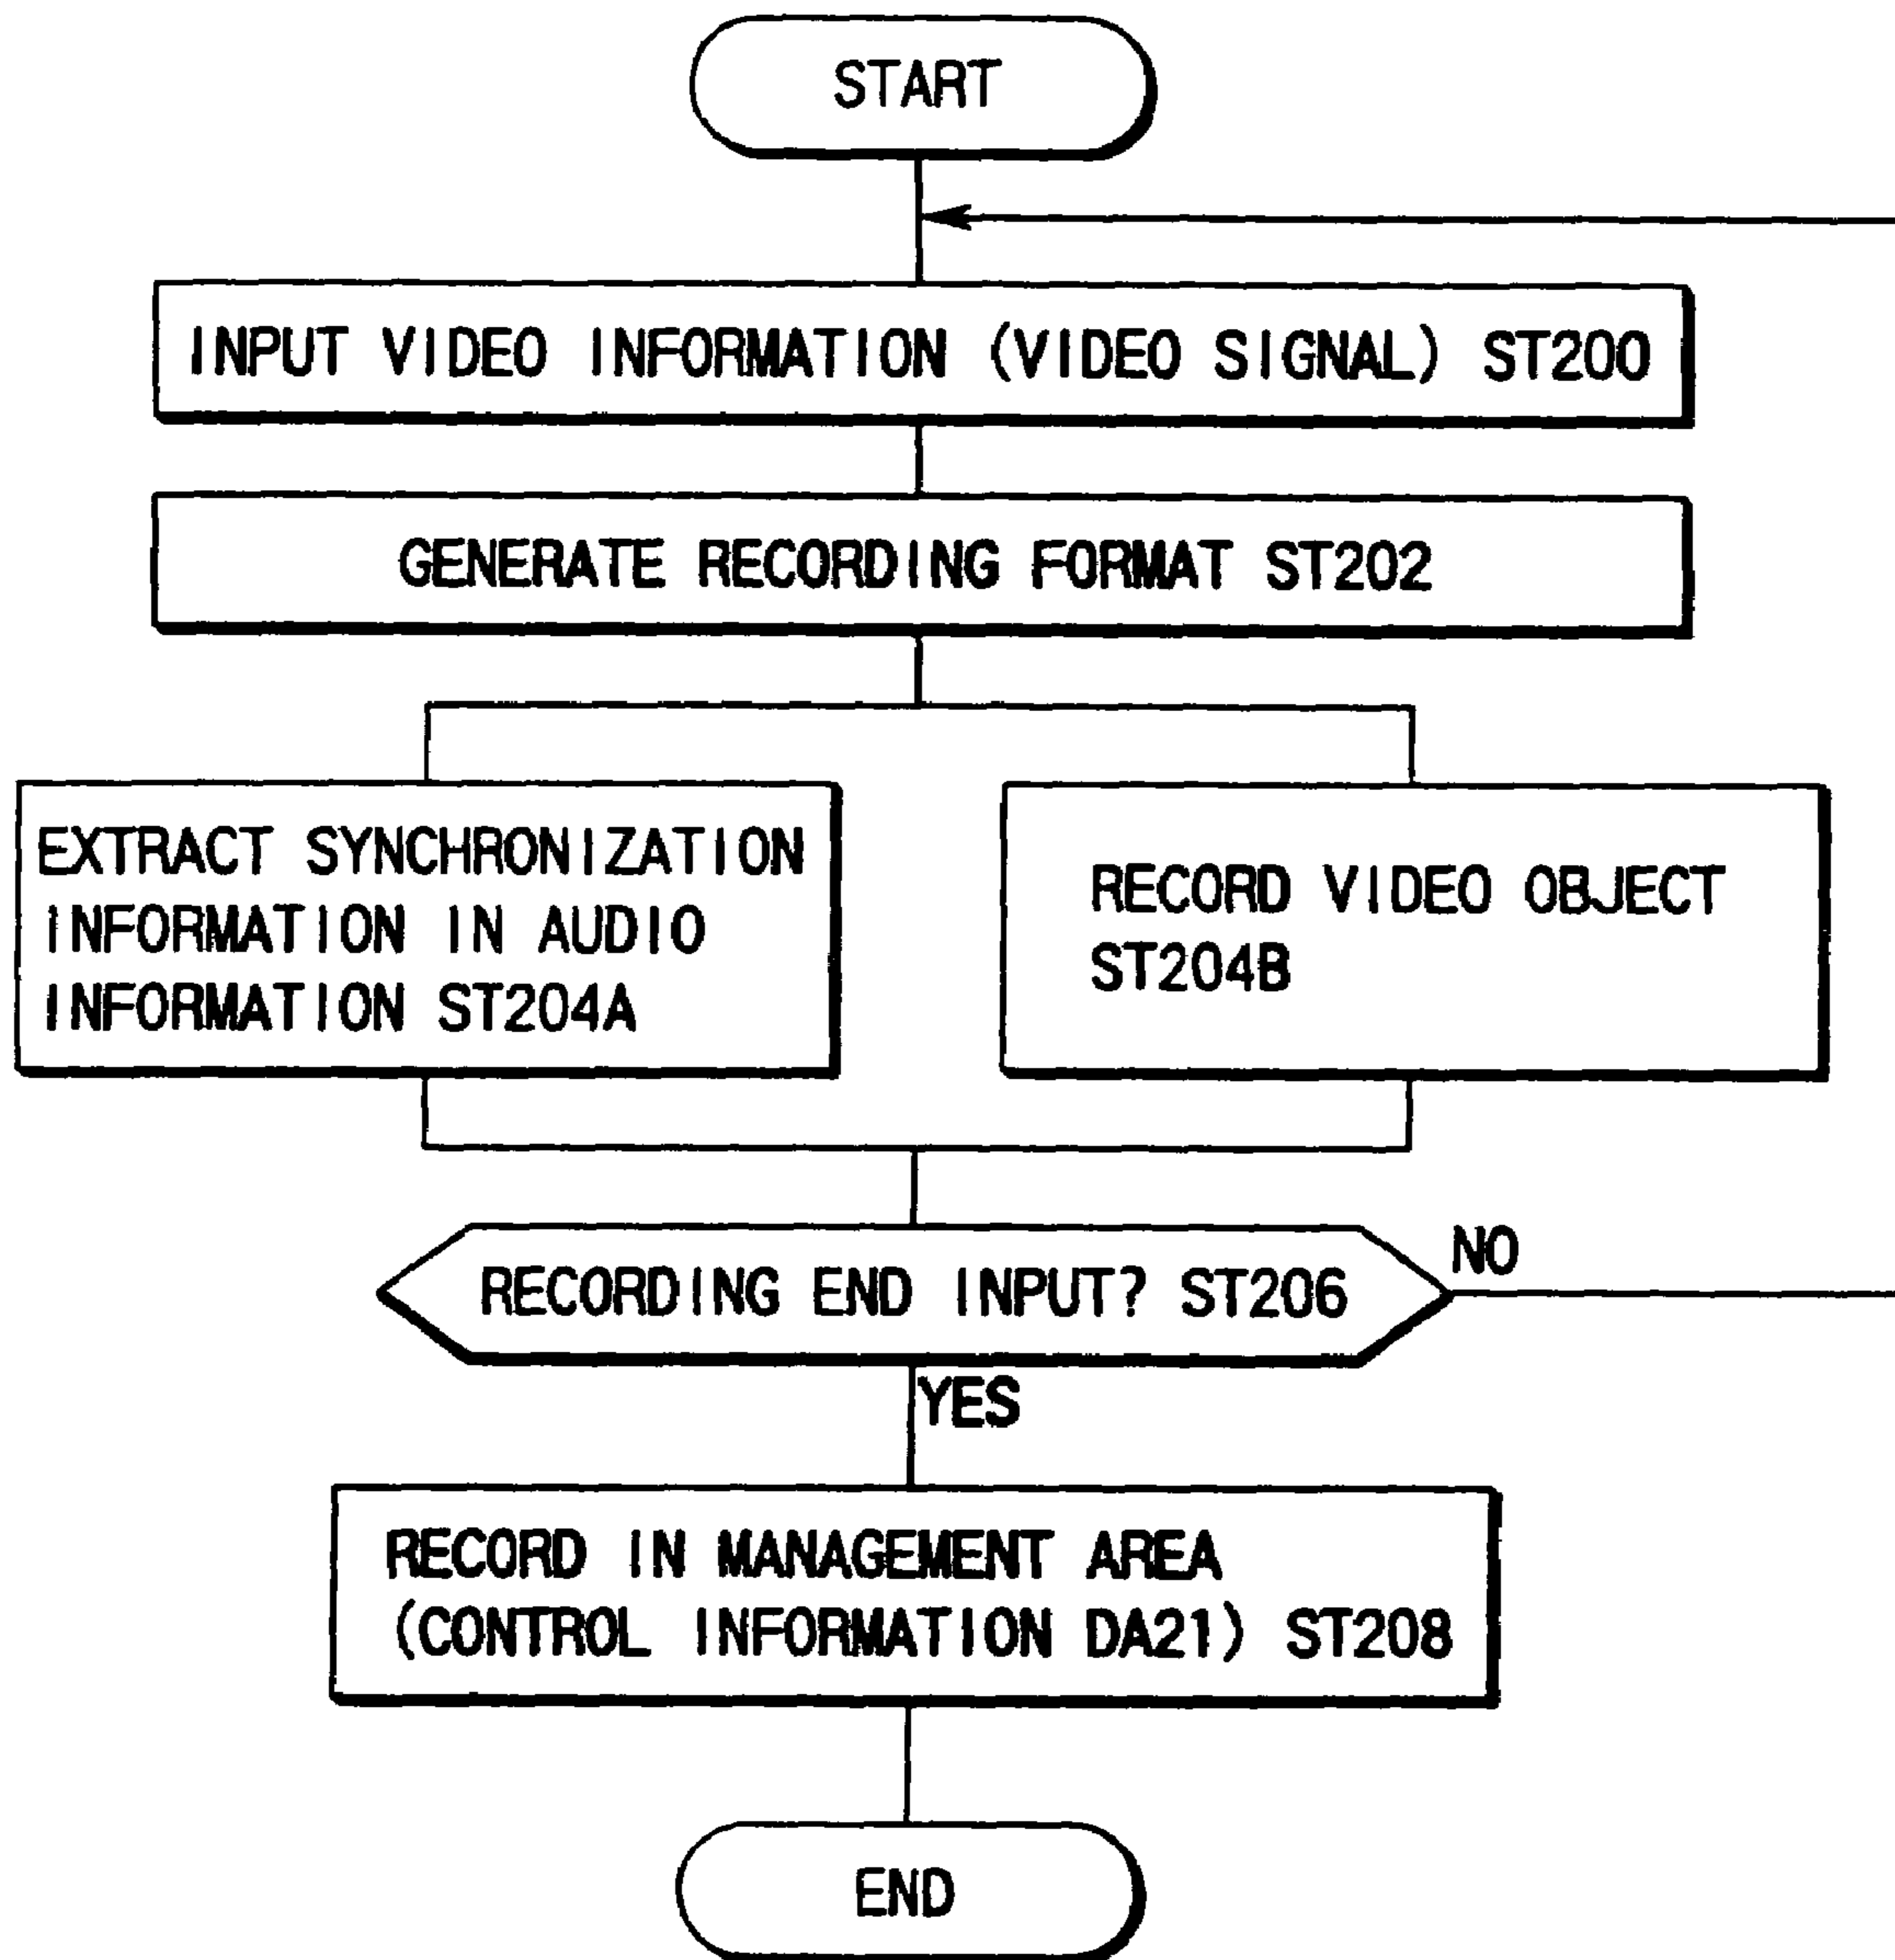 START
INPUT VIDEO INFORMATION (VIDEO SIGNAL) ST200
GENERATE RECORDING FORMAT ST202
EXTRACT SYNCHRONIZATION
INFORMATION IN AUDIO
INFORMATION ST204A
RECORD VIDEO OBJECT
ST204B
RECORDING END INPUT? ST206
NO
YES
RECORD IN MANAGEMENT AREA
(CONTROL INFORMATION DA21) ST208
END